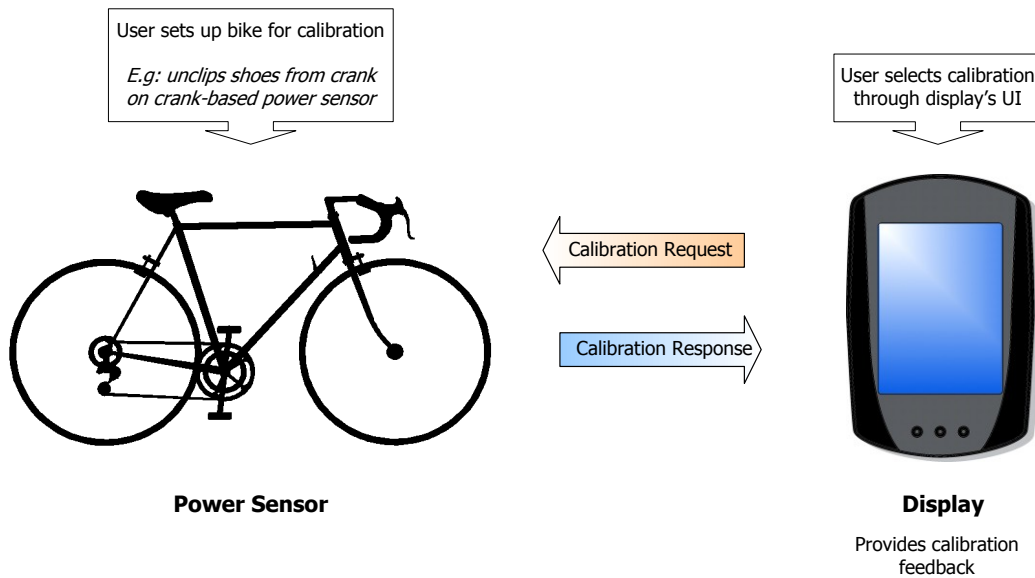 User sets up bike for calibration
E.g: unclips shoes from crank
on crank-based power sensor
User selects calibration
through display's UI
Calibration Request
Calibration Response
Power Sensor
Display
Provides calibration
feedback